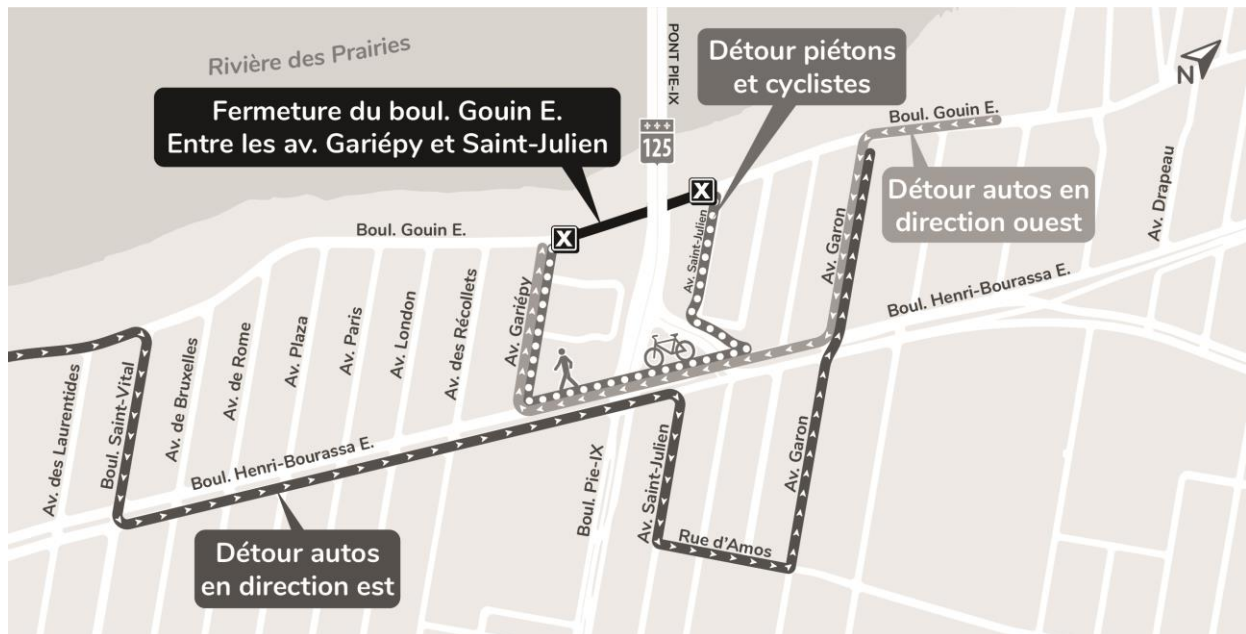 Rivière des Prairies
PONT PIE-IX
125
Détour piétons
et cyclistes
N
Fermeture du boul. Gouin E.
Entre les av. Gariépy et Saint-Julien
X
X
Boul. Gouin E.
Détour autos en
direction ouest
Boul. Gouin E.
Av. Saint-Julien
Av. Garon
Av. Drapeau
Boul. Henri-Bourassa E.
Av. des Laurentides
Boul. Saint-Vital
Av. de Bruxelles
Av. de Rome
Av. Plaza
Av. Paris
Av. London
Av. des Récollets
Av. Gariépy
Boul. Henri-Bourassa E.
Boul. Pie-IX
Av. Saint-Julien
Av. Garon
Rue d'Amos
Détour autos
en direction est